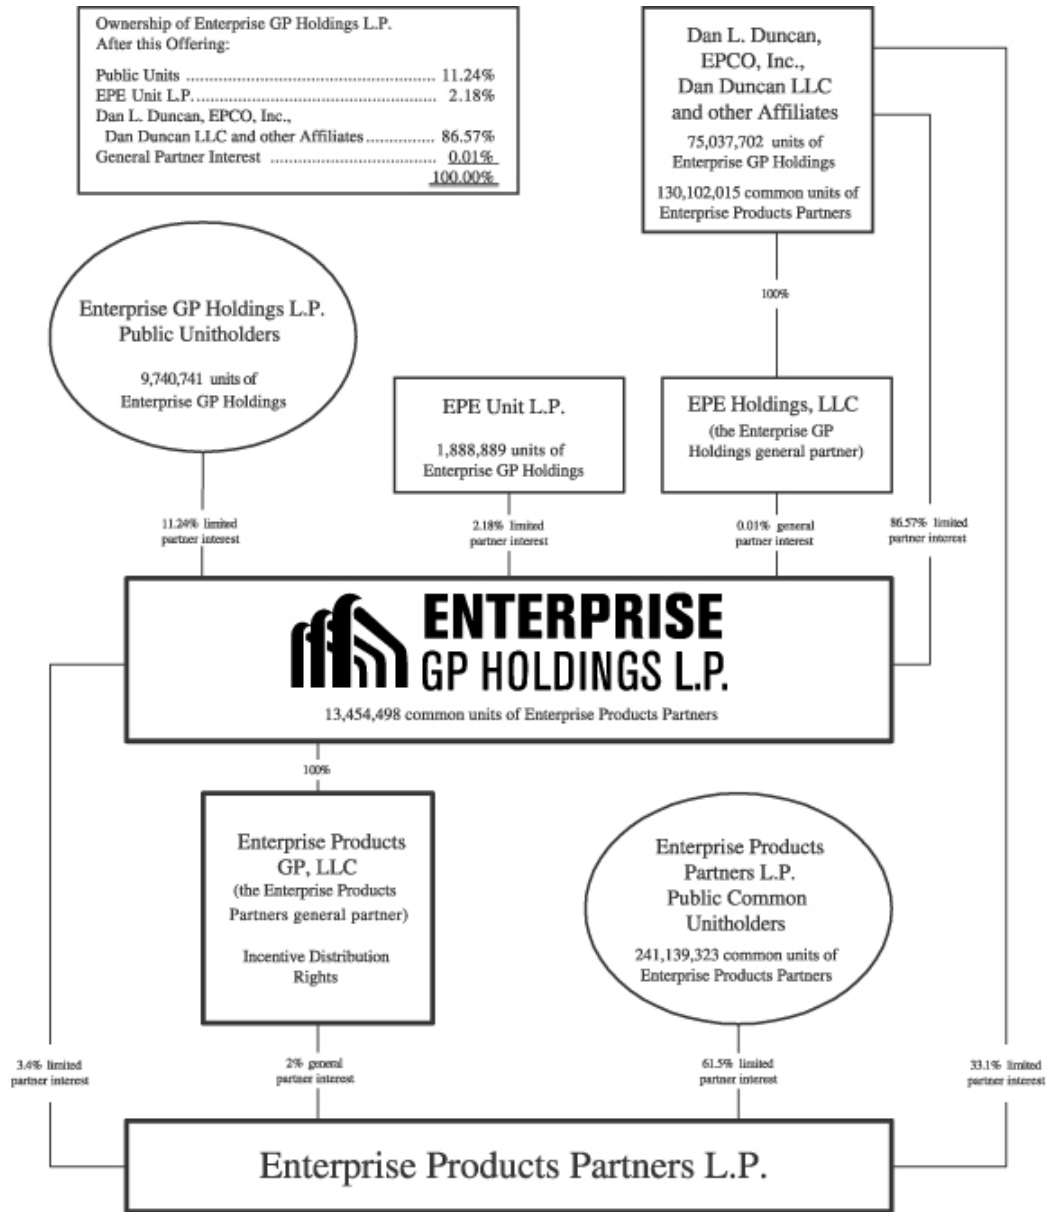 Ownership of Enterprise GP Holdings L.P.
After this Offering:
Public Units .................................................... 11.24%
EPE Unit L.P. .................................................. 2.18%
Dan L. Duncan, EPCO, Inc.,
Dan Duncan LLC and other Affiliates .............. 86.57%
General Partner Interest .................................. 0.01%
100.00%
Dan L. Duncan,
EPCO, Inc.,
Dan Duncan LLC
and other Affiliates
75,037,702 units of
Enterprise GP Holdings
130,102,015 common units of
Enterprise Products Partners
100%
Enterprise GP Holdings L.P.
Public Unitholders
9,740,741 units of
Enterprise GP Holdings
EPE Unit L.P.
1,888,889 units of
Enterprise GP Holdings
EPE Holdings, LLC
(the Enterprise GP
Holdings general partner)
11.24% limited
partner interest
2.18% limited
partner interest
0.01% general
partner interest
86.57% limited
partner interest
ENTERPRISE
GP HOLDINGS L.P.
13,454,498 common units of Enterprise Products Partners
100%
Enterprise Products
GP, LLC
(the Enterprise Products
Partners general partner)
Incentive Distribution
Rights
Enterprise Products
Partners L.P.
Public Common
Unitholders
241,139,323 common units of
Enterprise Products Partners
3.4% limited
partner interest
2% general
partner interest
61.5% limited
partner interest
33.1% limited
partner interest
Enterprise Products Partners L.P.